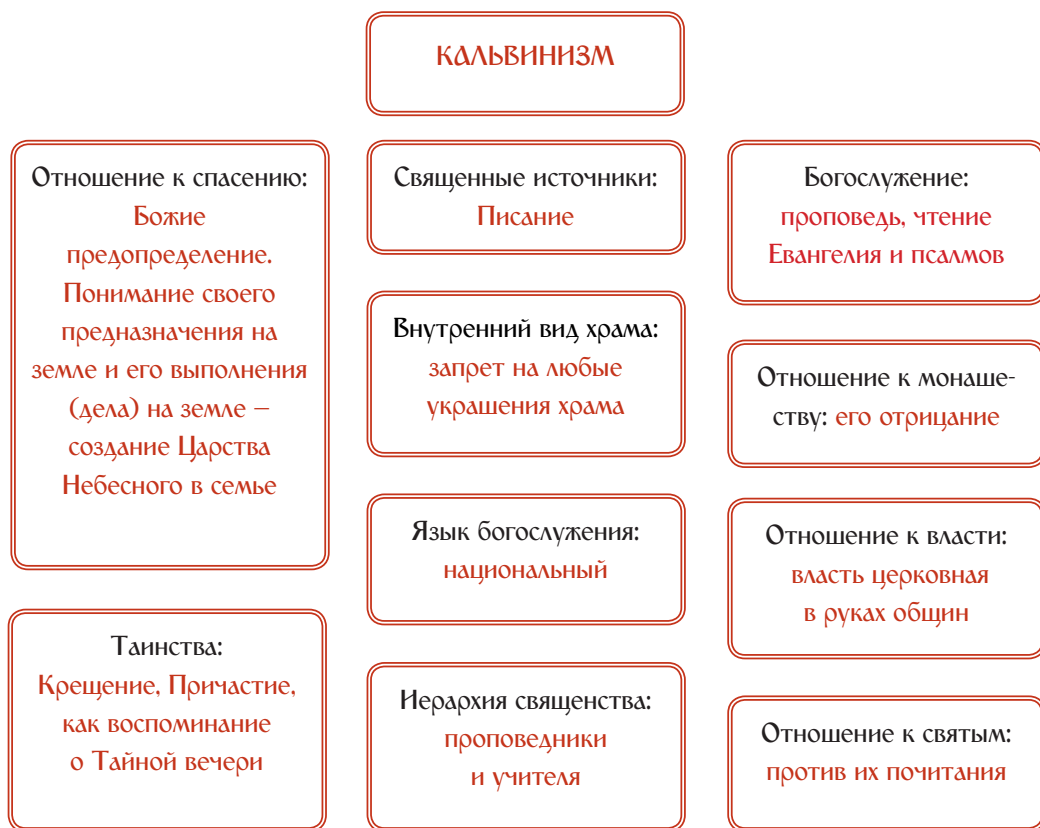 КАЛЬВИНИЗМ
Отношение к спасению:
Божие
предопределение.
Понимание своего
предназначения на
земле и его выполнения
(дела) на земле –
создание Царства
Небесного в семье
Таинства:
Крещение, Причастие,
как воспоминание
о Тайной вечери
Священные источники:
Писание
Внутренний вид храма:
запрет на любые
украшения храма
Язык богослужения:
национальный
Иерархия священства:
проповедники
и учителя
Богослужение:
проповедь, чтение
Евангелия и псалмов
Отношение к монаше-
ству: его отрицание
Отношение к власти:
власть церковная
в руках общин
Отношение к святым:
против их почитания